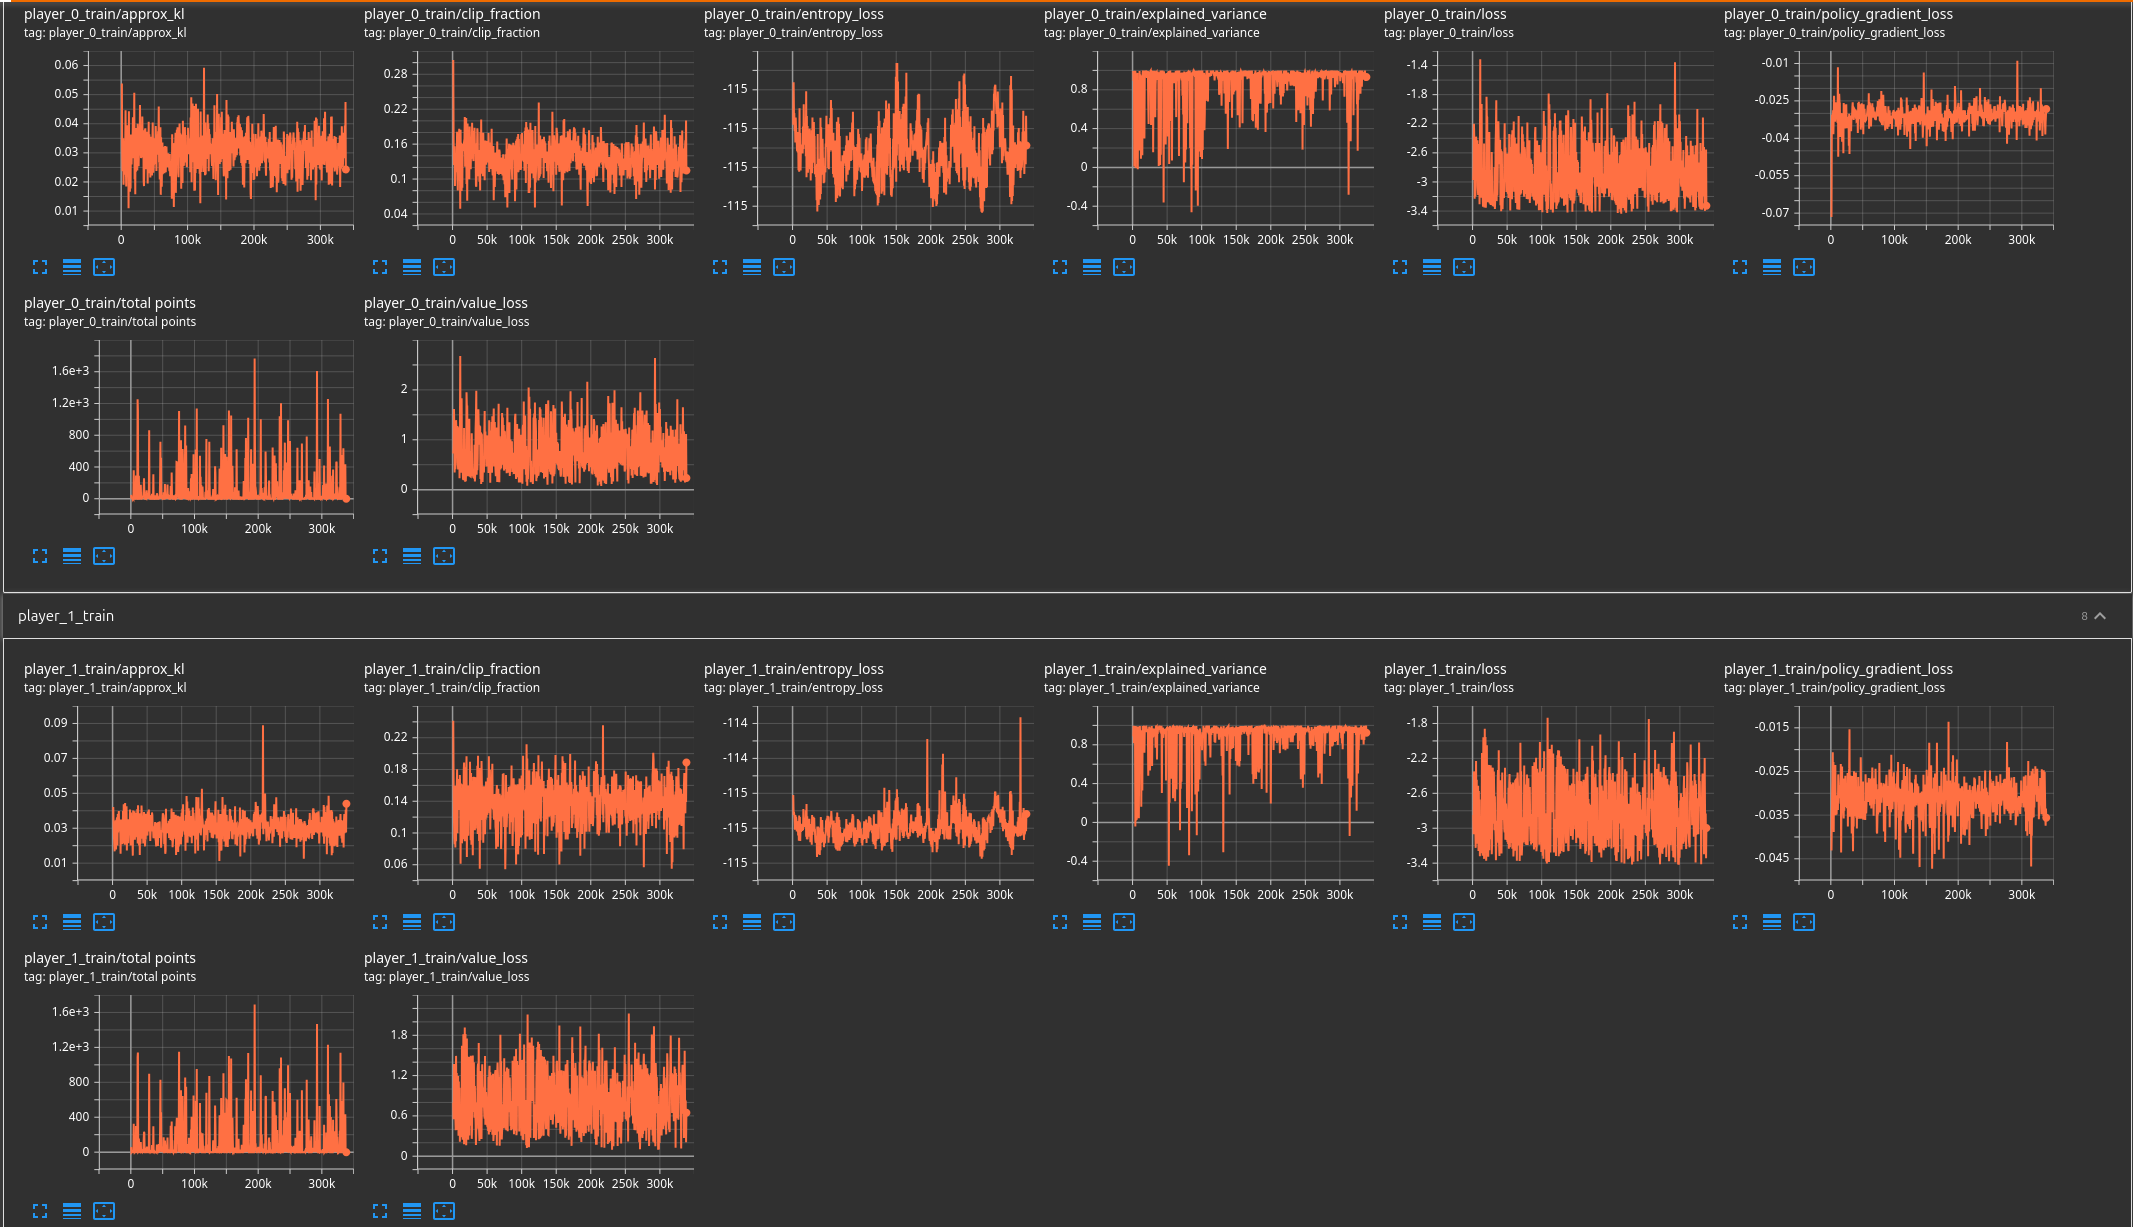 player_0_train/approx_kl
tag: player_0_train/approx_kl
0.06
0.05
0.04
0.03
0.02
0.01
0 100k 200k 300k
player_0_train/clip_fraction
tag: player_0_train/clip_fraction
0.28
0.22
0.16
0.1
0.04
0 50k 100k 150k 200k 250k 300k
player_0_train/entropy_loss
tag: player_0_train/entropy_loss
-115
-115
-115
-115
0 50k 100k 150k 200k 250k 300k
player_0_train/explained_variance
tag: player_0_train/explained_variance
0.8
0.4
0
-0.4
0 50k 100k 150k 200k 250k 300k
player_0_train/loss
tag: player_0_train/loss
-1.4
-1.8
-2.2
-2.6
-3
-3.4
0 50k 100k 150k 200k 250k 300k
player_0_train/policy_gradient_loss
tag: player_0_train/policy_gradient_loss
-0.01
-0.025
-0.04
-0.055
-0.07
0 100k 200k 300k
player_0_train/total points
tag: player_0_train/total points
1.6e+3
1.2e+3
800
400
0
0 100k 200k 300k
player_0_train/value_loss
tag: player_0_train/value_loss
2
1
0
0 50k 100k 150k 200k 250k 300k
player_1_train
8
player_1_train/approx_kl
tag: player_1_train/approx_kl
0.09
0.07
0.05
0.03
0.01
0 50k 100k 150k 200k 250k 300k
player_1_train/clip_fraction
tag: player_1_train/clip_fraction
0.22
0.18
0.14
0.1
0.06
0 50k 100k 150k 200k 250k 300k
player_1_train/entropy_loss
tag: player_1_train/entropy_loss
-114
-114
-115
-115
-115
0 50k 100k 150k 200k 250k 300k
player_1_train/explained_variance
tag: player_1_train/explained_variance
0.8
0.4
0
-0.4
0 50k 100k 150k 200k 250k 300k
player_1_train/loss
tag: player_1_train/loss
-1.8
-2.2
-2.6
-3
-3.4
0 50k 100k 150k 200k 250k 300k
player_1_train/policy_gradient_loss
tag: player_1_train/policy_gradient_loss
-0.015
-0.025
-0.035
-0.045
0 100k 200k 300k
player_1_train/total points
tag: player_1_train/total points
1.6e+3
1.2e+3
800
400
0
0 100k 200k 300k
player_1_train/value_loss
tag: player_1_train/value_loss
1.8
1.2
0.6
0
0 50k 100k 150k 200k 250k 300k